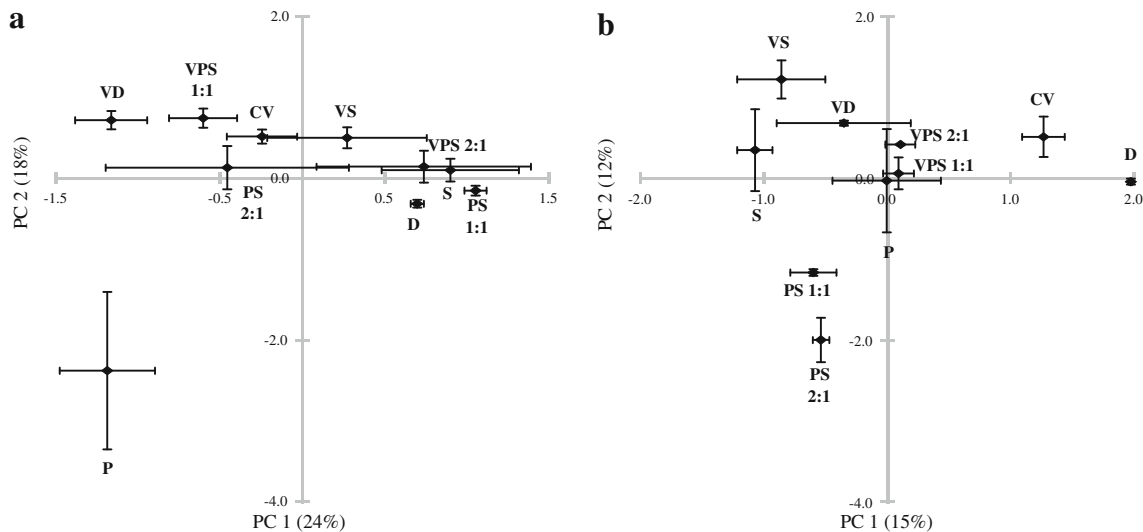 a
2.0
VPS
1:1
VD
CV
VS
VPS 2:1
PC 2 (18%)
-1.5
-0.5
0.0
0.5
1.5
PS
2:1
S
D
PS
1:1
-2.0
P
-4.0
PC 1 (24%)
b
2.0
VS
VD
CV
VPS 2:1
VPS 1:1
D
PC 2 (12%)
-2.0
-1.0
0.0
0.0
1.0
2.0
S
P
PS 1:1
-2.0
PS
2:1
-4.0
PC 1 (15%)